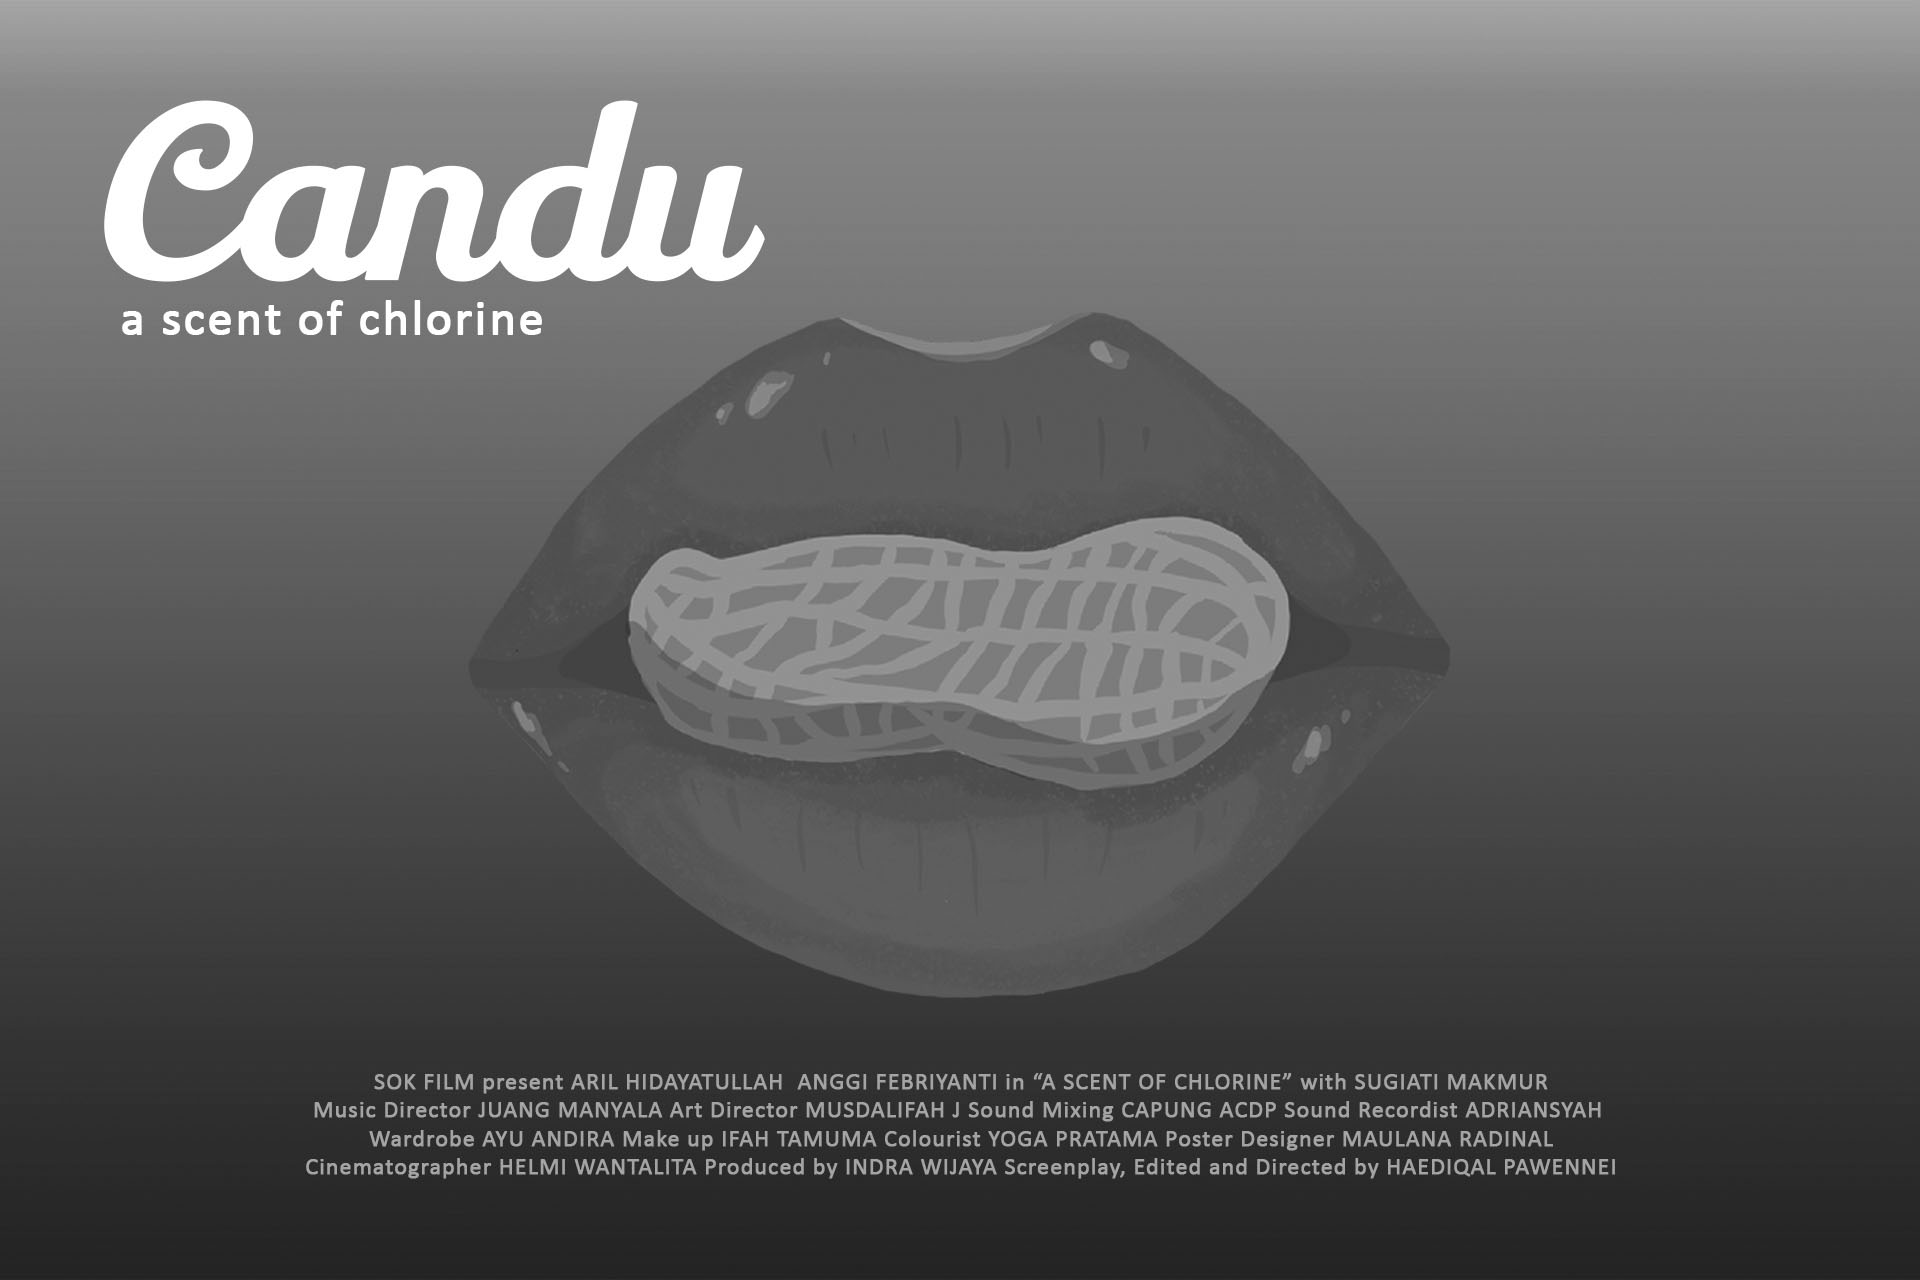 Candu
a scent of chlorine
SOK FILM present ARIL HIDAYATULLAH  ANGGI FEBRIYANTI in “A SCENT OF CHLORINE” with SUGIATI MAKMUR
Music Director JUANG MANYALA Art Director MUSDALIFAH J Sound Mixing CAPUNG ACDP Sound Recordist ADRIANSYAH
Wardrobe AYU ANDIRA Make up IFAH TAMUMA Colourist YOGA PRATAMA Poster Designer MAULANA RADINAL
Cinematographer HELMI WANTALITA Produced by INDRA WIJAYA Screenplay, Edited and Directed by HAEDIQAL PAWENNEI